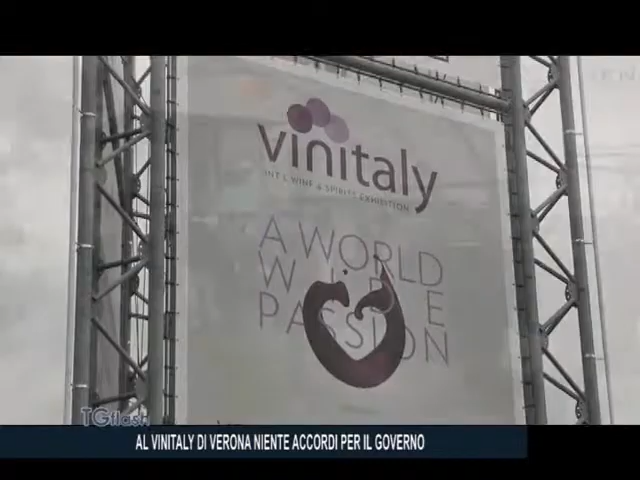 vinitaly
INT'L WINE & SPIRITS EXHIBITION
A WORLD
WIDE
PASSION
TGflash
AL VINITALY DI VERONA NIENTE ACCORDI PER IL GOVERNO